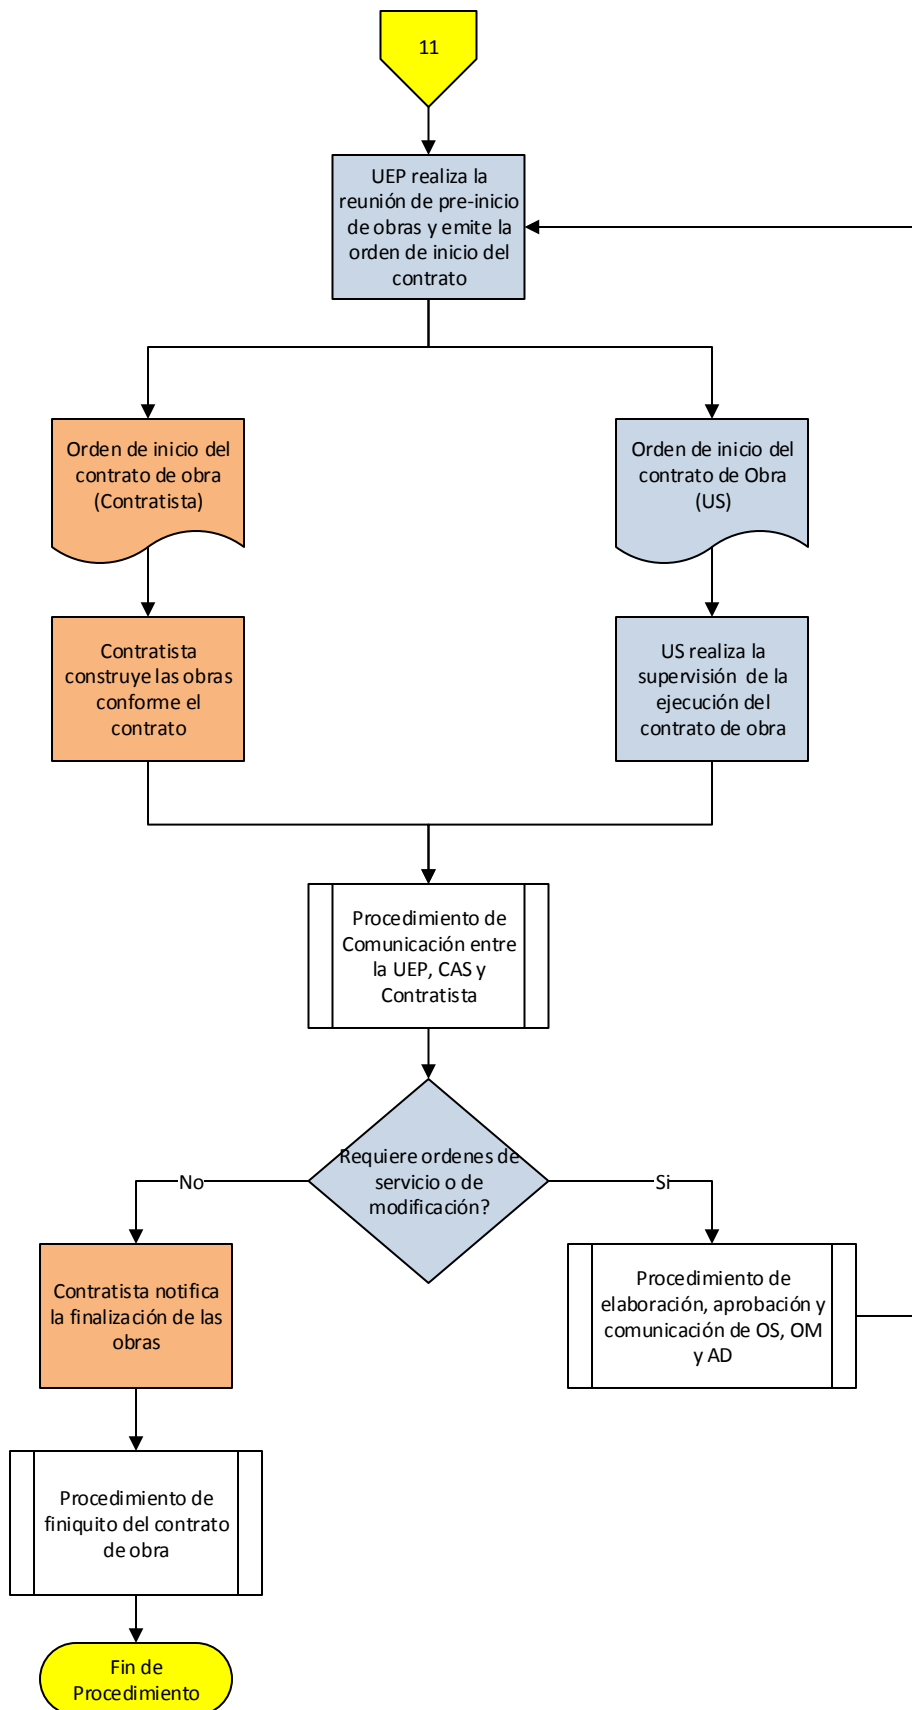 11
UEP realiza la
reunión de pre-inicio
de obras y emite la
orden de inicio del
contrato
Orden de inicio del
contrato de obra
(Contratista)
Orden de inicio del
contrato de Obra
(US)
Contratista
construye las obras
conforme el
contrato
US realiza la
supervisión de la
ejecución del
contrato de obra
Procedimiento de
Comunicación entre
la UEP, CAS y
Contratista
Requiere ordenes de
servicio o de
modificación?
No
Si
Contratista notifica
la finalización de las
obras
Procedimiento de
elaboración, aprobación y
comunicación de OS, OM
y AD
Procedimiento de
finiquito del contrato
de obra
Fin de
Procedimiento